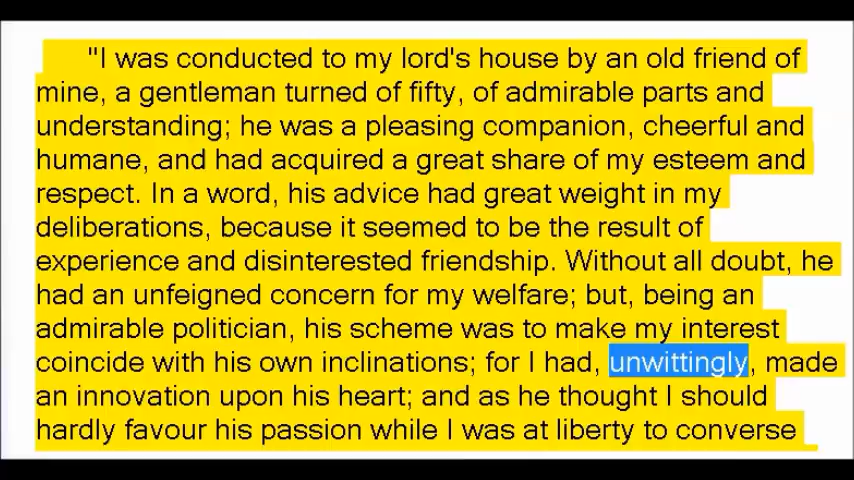 "I was conducted to my lord's house by an old friend of
mine, a gentleman turned of fifty, of admirable parts and
understanding; he was a pleasing companion, cheerful and
humane, and had acquired a great share of my esteem and
respect. In a word, his advice had great weight in my
deliberations, because it seemed to be the result of
experience and disinterested friendship. Without all doubt, he
had an unfeigned concern for my welfare; but, being an
admirable politician, his scheme was to make my interest
coincide with his own inclinations; for I had, unwittingly, made
an innovation upon his heart; and as he thought I should
hardly favour his passion while I was at liberty to converse